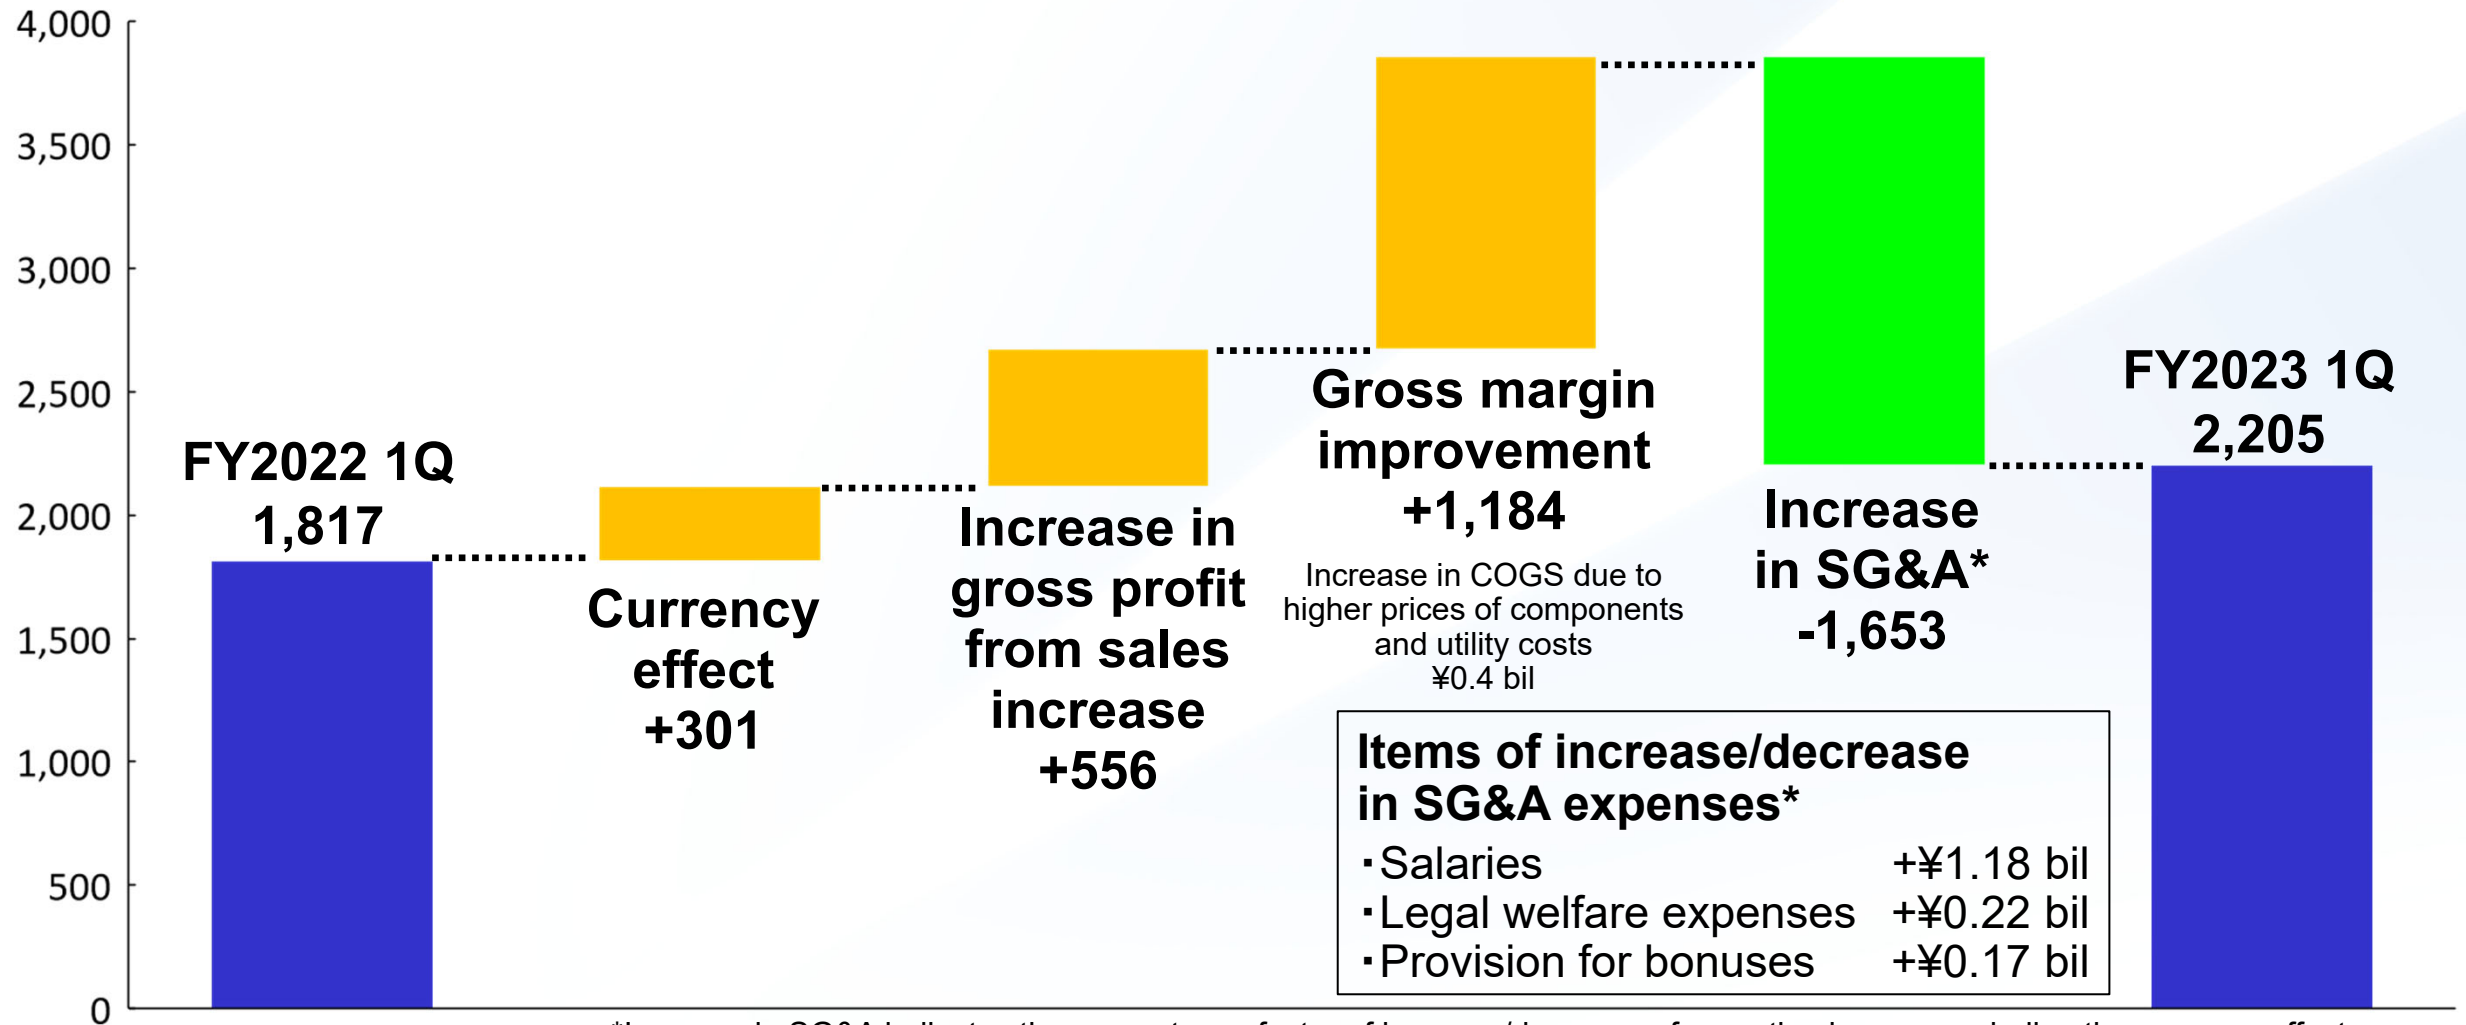 4,000
3,500
3,000
2,500
2,000
1,500
1,000
500
0
FY2022 1Q
1,817
Currency
effect
+301
Increase in
gross profit
from sales
increase
+556
Gross margin
improvement
+1,184
Increase in COGS due to
higher prices of components
and utility costs
¥0.4 bil
Increase
in SG&A*
-1,653
FY2023 1Q
2,205
Items of increase/decrease
in SG&A expenses*
・Salaries +¥1.18 bil
・Legal welfare expenses +¥0.22 bil
・Provision for bonuses +¥0.17 bil